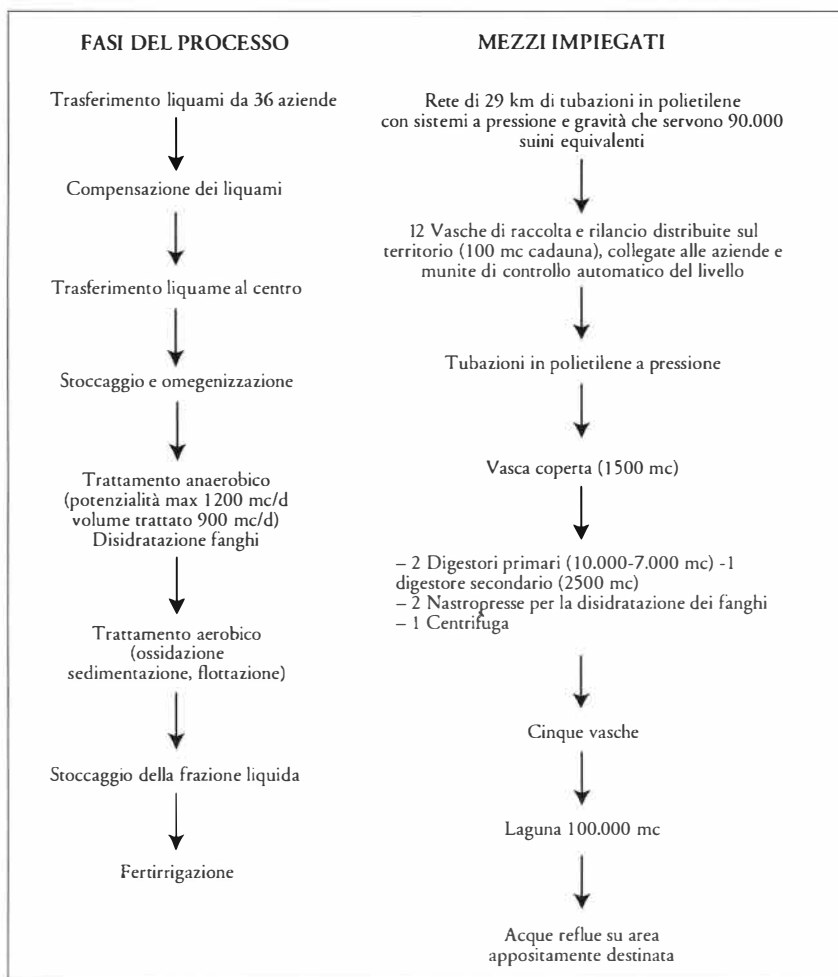 FASI DEL PROCESSO
Trasferimento liquami da 36 aziende
Compensazione dei liquami
Trasferimento liquame al centro
Stoccaggio e omegenizzazione
Trattamento anaerobico
(potenzialità max 1200 mc/d
volume trattato 900 mc/d)
Disidratazione fanghi
Trattamento aerobico
(ossidazione
sedimentazione, flottazione)
Stoccaggio della frazione liquida
Fertirrigazione
MEZZI IMPIEGATI
Rete di 29 km di tubazioni in polietilene
con sistemi a pressione e gravità che servono 90.000
suini equivalenti
12 Vasche di raccolta e rilancio distribuite sul
territorio (100 mc cadauna), collegate alle aziende e
munite di controllo automatico del livello
Tubazioni in polietilene a pressione
Vasca coperta (1500 mc)
– 2 Digestori primari (10.000-7.000 mc) -1
digestore secondario (2500 mc)
– 2 Nastropresse per la disidratazione dei fanghi
– 1 Centrifuga
Cinque vasche
Laguna 100.000 mc
Acque reflue su area
appositamente destinata